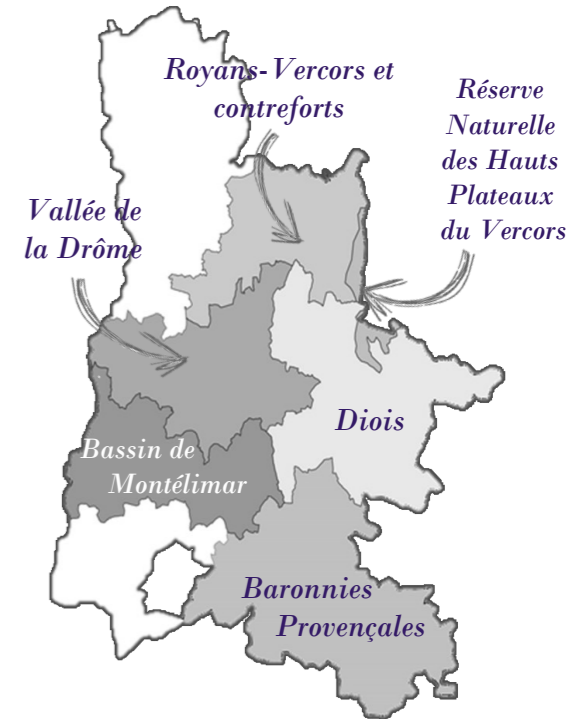 Royans-Vercors et
contreforts
Réserve
Naturelle
des Hauts
Plateaux
du Vercors
Vallée de
la Drôme
Diois
Bassin de
Montélimar
Baronnies
Provençales